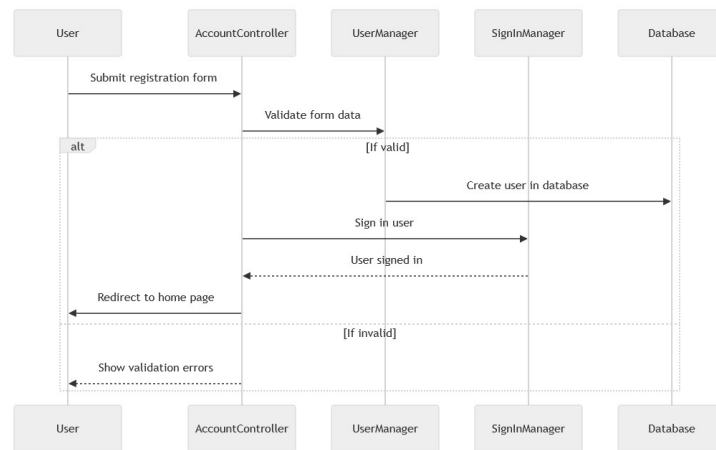 User AccountController UserManager SignInManager Database
Submit registration form
Validate form data
alt [If valid]
Create user in database
Sign in user
User signed in
Redirect to home page
[If invalid]
Show validation errors
User AccountController UserManager SignInManager Database